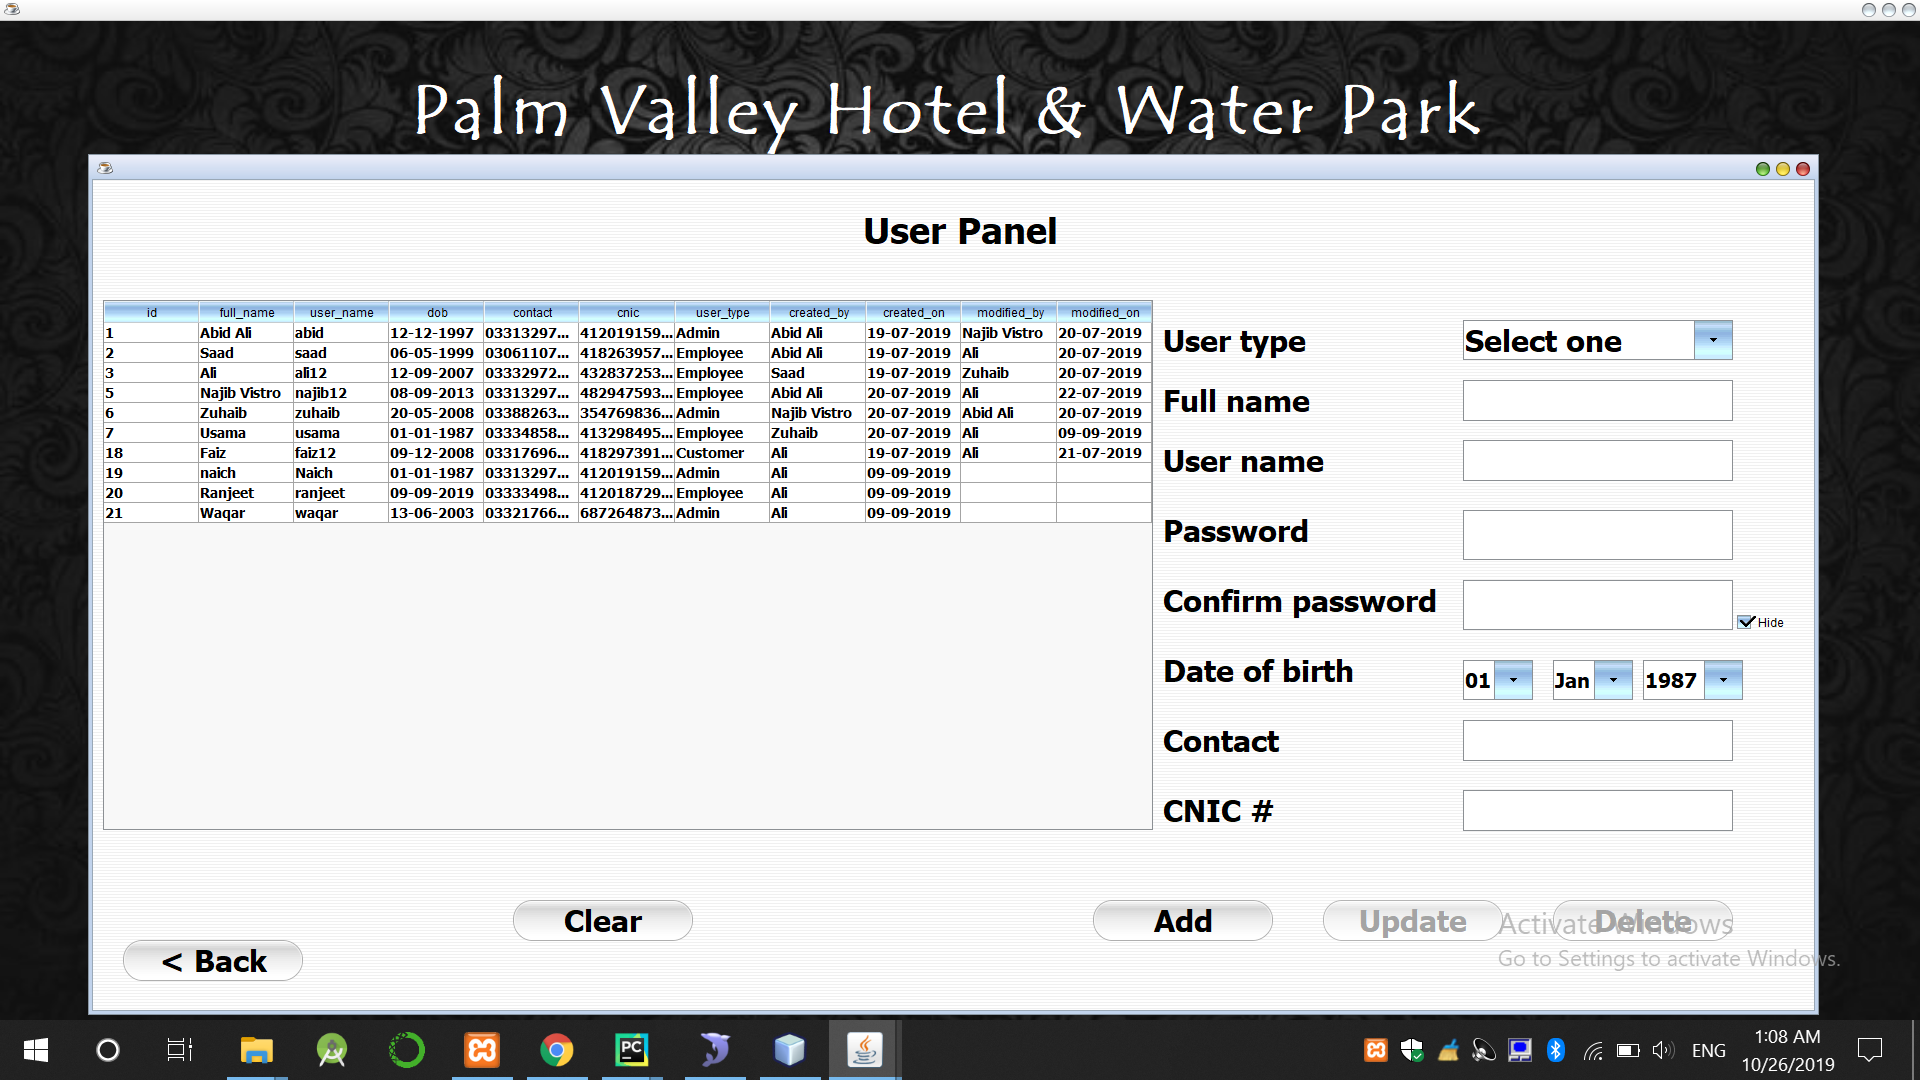 Palm Valley Hotel & Water Park
User Panel
id full_name user_name dob contact cnic user_type created_by created_on modified_by modified_on
1 Abid Ali abid 12-12-1997 03313297... 412019159... Admin Abid Ali 19-07-2019 Najib Vistro 20-07-2019
2 Saad saad 06-05-1999 03061107... 418263957... Employee Abid Ali 19-07-2019 Ali 20-07-2019
3 Ali ali12 12-09-2007 03332972... 432837253... Employee Saad 19-07-2019 Zuhaib 20-07-2019
5 Najib Vistro najib12 08-09-2013 03313297... 482947593... Employee Abid Ali 20-07-2019 Ali 22-07-2019
6 Zuhaib zuhaib 20-05-2008 03388263... 354769836... Admin Najib Vistro 20-07-2019 Abid Ali 20-07-2019
7 Usama usama 01-01-1987 03334858... 413298495... Employee Zuhaib 20-07-2019 Ali 09-09-2019
18 Faiz faiz12 09-12-2008 03317696... 418297391... Customer Ali 19-07-2019 Ali 21-07-2019
19 naich Naich 01-01-1987 03313297... 412019159... Admin Ali 09-09-2019
20 Ranjeet ranjeet 09-09-2019 03333498... 412018729... Employee Ali 09-09-2019
21 Waqar waqar 13-06-2003 03321766... 687264873... Admin Ali 09-09-2019
User type Select one
Full name
User name
Password
Confirm password
Hide
Date of birth 01 Jan 1987
Contact
CNIC #
Clear Add Update Delete
< Back
Activate Windows
Go to Settings to activate Windows.
PC
ENG
1:08 AM
10/26/2019